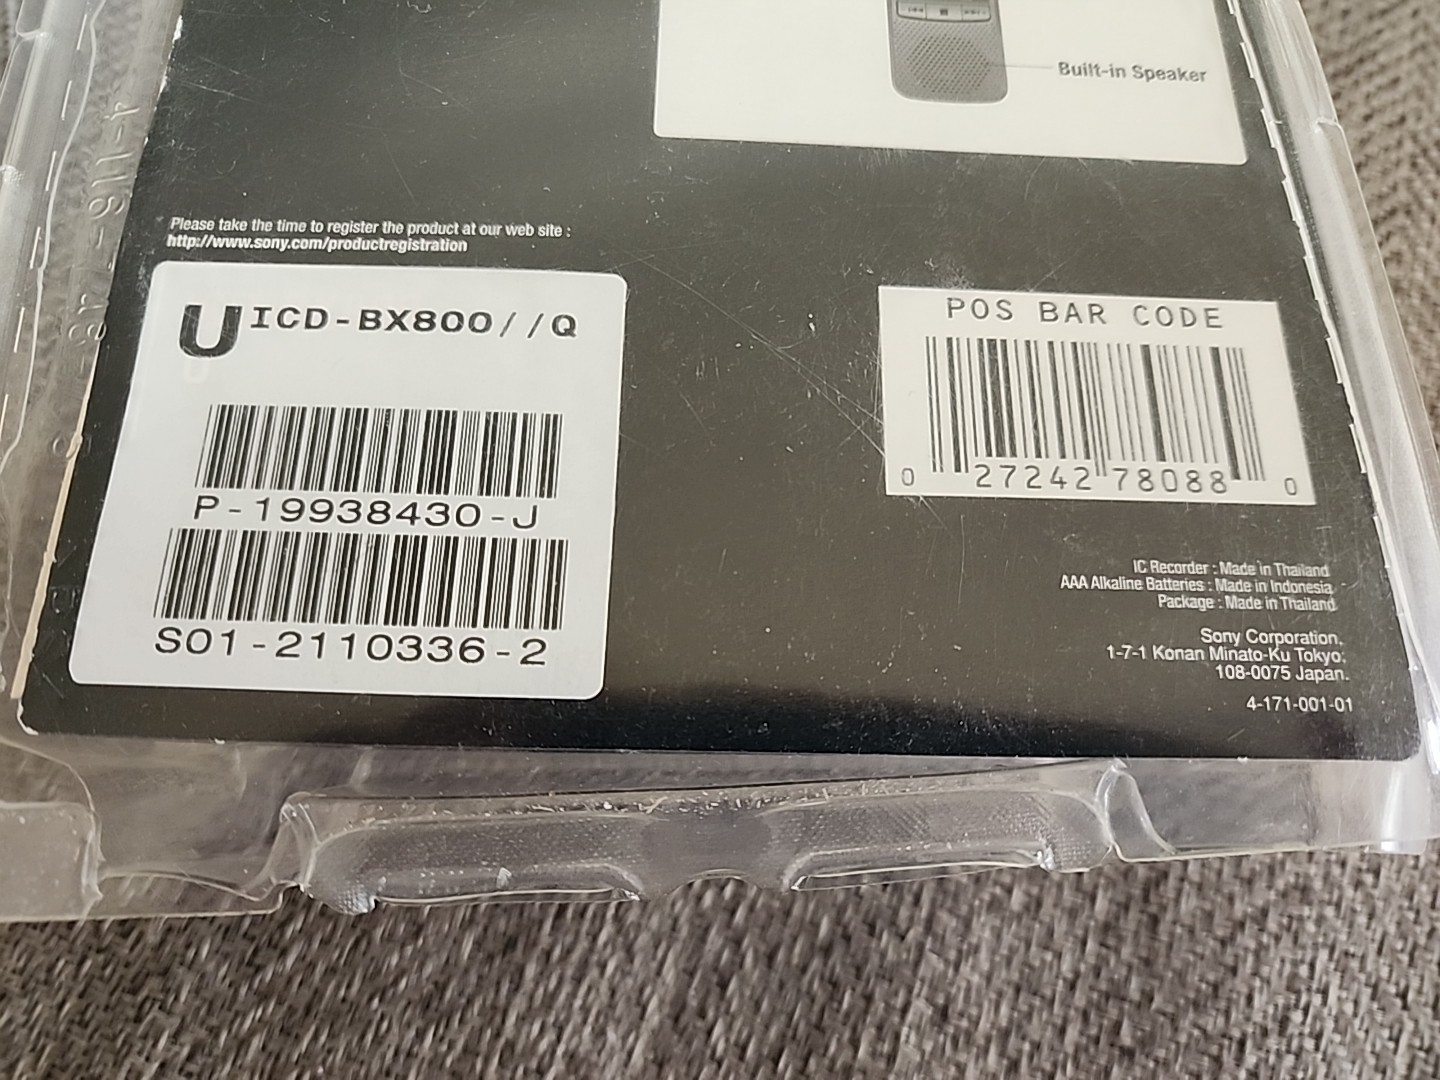 Built-in Speaker
Please take the time to register the product at our web site :
http://www.sony.com/productregistration
U ICD-BX800//Q
P-19938430-J
S01-2110336-2
POS BAR CODE
0 27242 78088 0
IC Recorder : Made in Thailand
AAA Alkaline Batteries : Made in Indonesia
Package : Made in Thailand
Sony Corporation.
1-7-1 Konan Minato-Ku Tokyo,
108-0075 Japan.
4-171-001-01